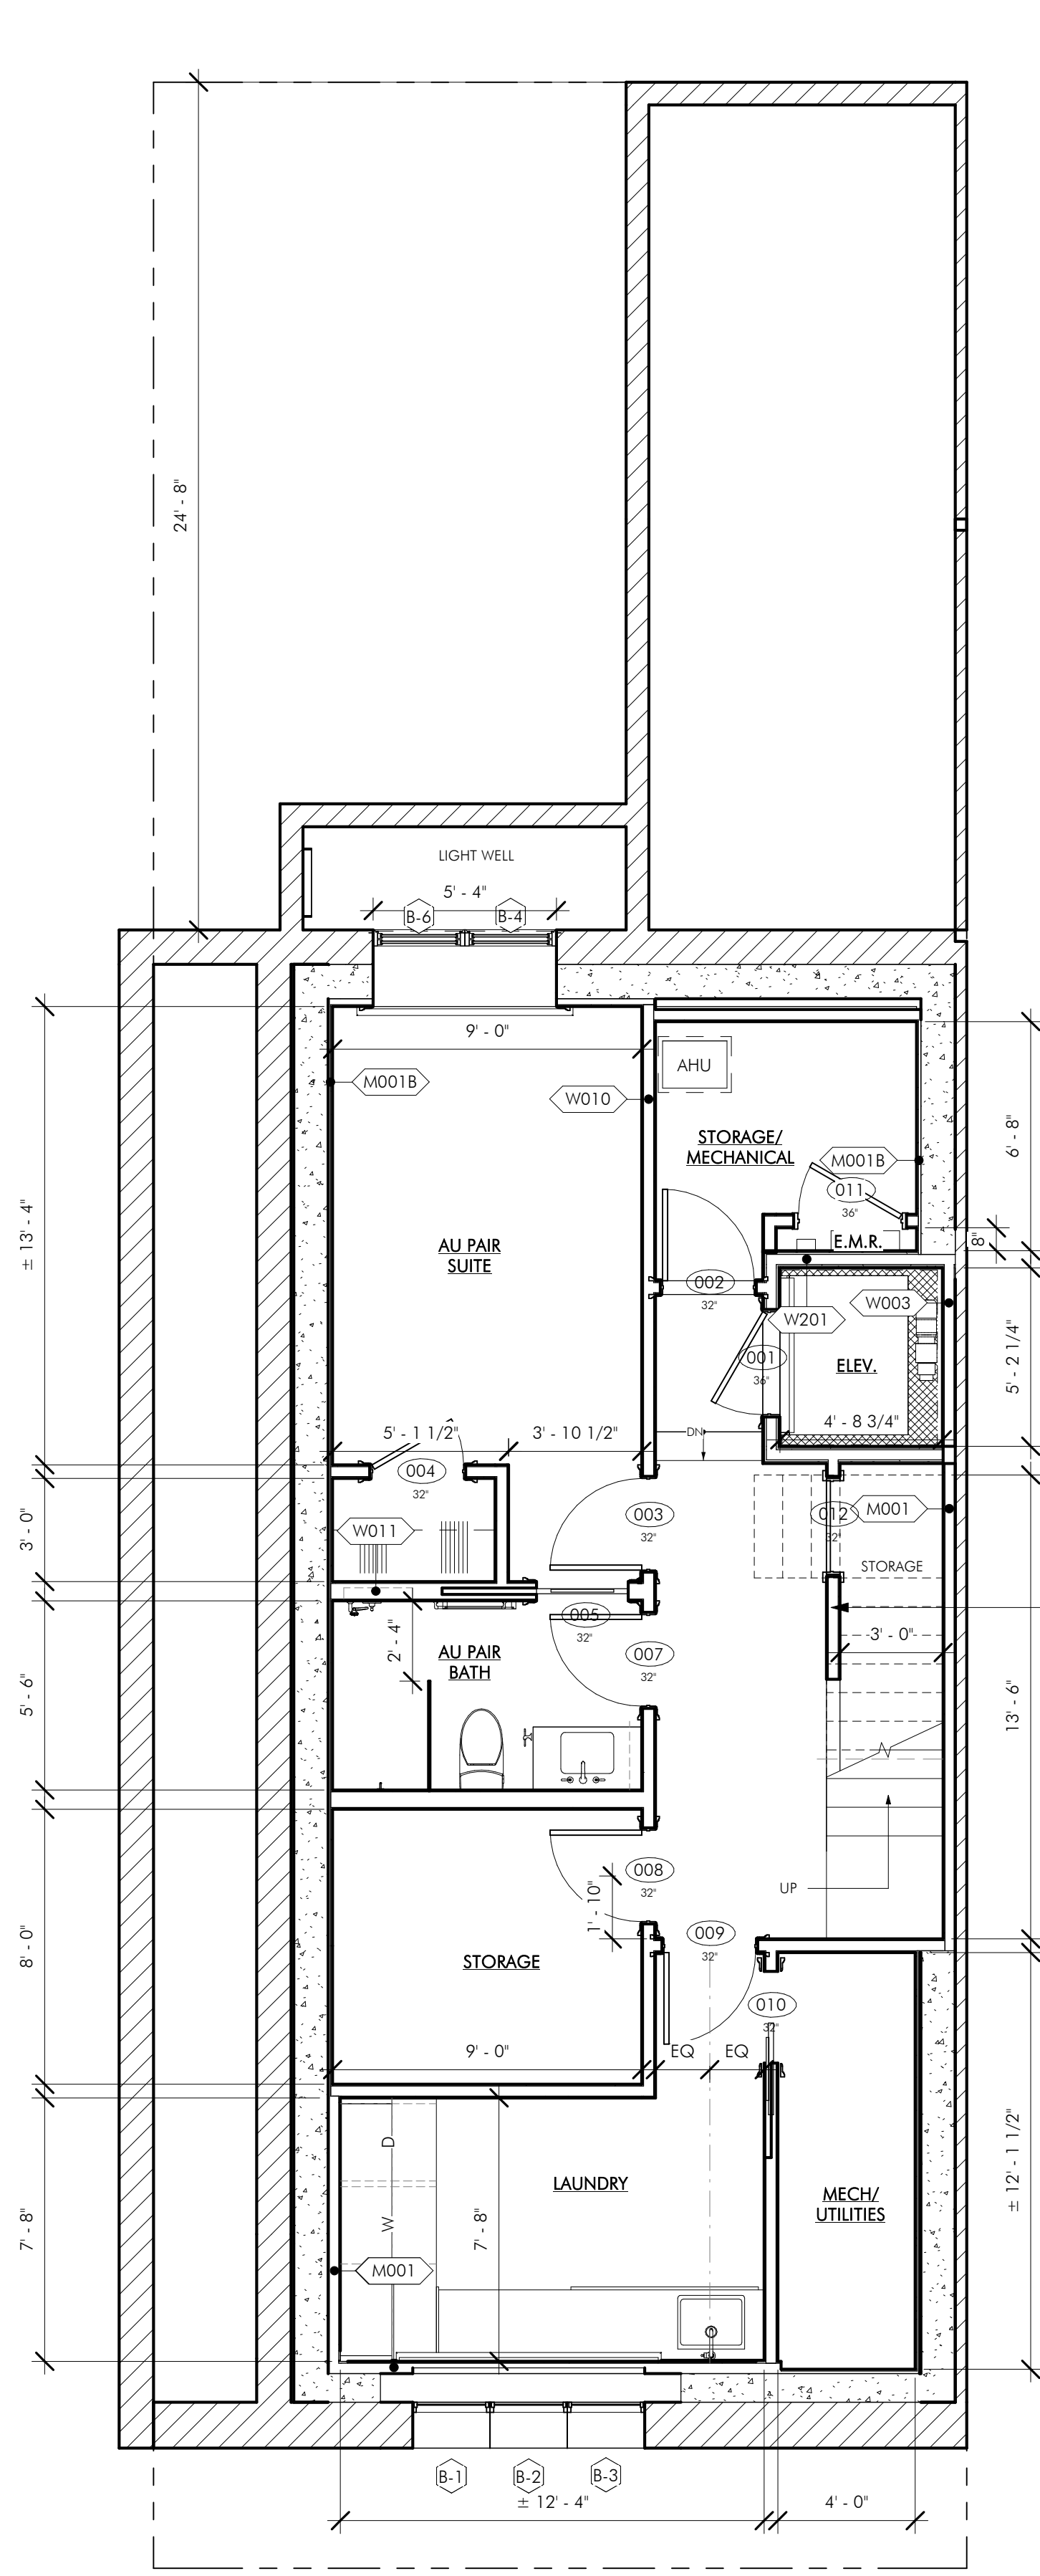 24' - 8"
LIGHT WELL
5' - 4"
B-6
B-4
9' - 0"
AHU
M001B
W010
STORAGE/
MECHANICAL
M001B
6' - 8"
011
36"
± 13' - 4"
E.M.R.
8"
AU PAIR
SUITE
002
32"
W003
W201
001
36"
ELEV.
5' - 2 1/4"
4' - 8 3/4"
5' - 1 1/2"
3' - 10 1/2"
DN
004
32"
003
32"
012
32"
M001
W011
3' - 0"
STORAGE
005
32"
2' - 4"
AU PAIR
BATH
007
32"
3' - 0"
5' - 6"
13' - 6"
008
32"
UP
1' - 10"
8' - 0"
009
32"
STORAGE
010
32"
9' - 0"
EQ
EQ
D
LAUNDRY
MECH/
UTILITIES
± 12' - 1 1/2"
W
7' - 8"
7' - 8"
M001
B-1
B-2
B-3
± 12' - 4"
4' - 0"